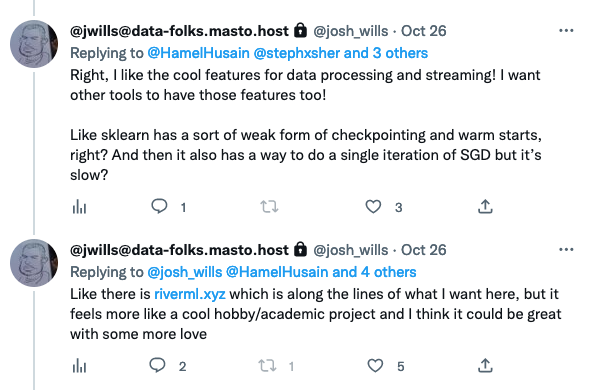 @jwills@data-folks.masto.host @josh_wills · Oct 26
Replying to @HamelHusain @stephxsher and 3 others
Right, I like the cool features for data processing and streaming! I want
other tools to have those features too!
Like sklearn has a sort of weak form of checkpointing and warm starts,
right? And then it also has a way to do a single iteration of SGD but it's
slow?
1 3
@jwills@data-folks.masto.host @josh_wills · Oct 26
Replying to @josh_wills @HamelHusain and 4 others
Like there is riverml.xyz which is along the lines of what I want here, but it
feels more like a cool hobby/academic project and I think it could be great
with some more love
2 1 5